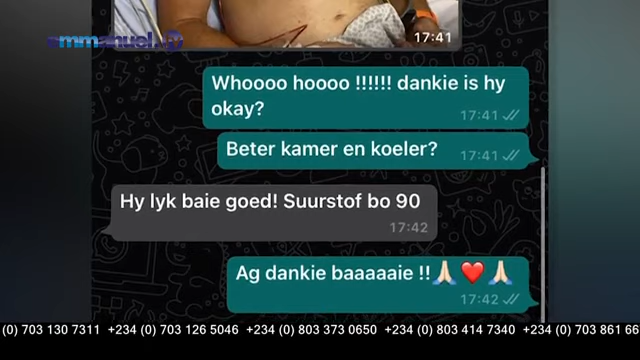 emmanuel.tv
17:41
Whoooo hoooo !!!!!! dankie is hy
okay?
17:41
Beter kamer en koeler?
17:41
Hy lyk baie goed! Suurstof bo 90
17:42
Ag dankie baaaaaie !!🙏🏻❤️🙏🏻
17:42
(0) 703 130 7311 +234 (0) 703 126 5046 +234 (0) 803 373 0650 +234 (0) 803 414 7340 +234 (0) 703 861 66